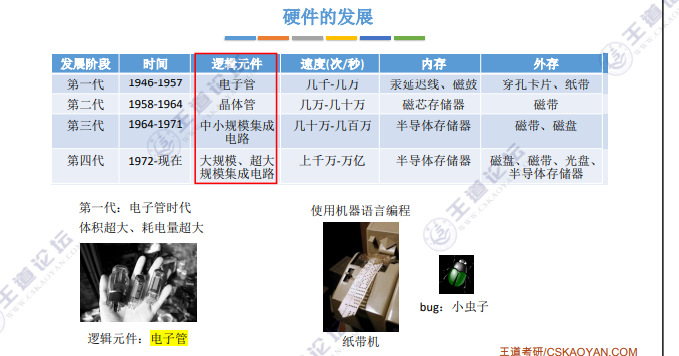 硬件的发展
发展阶段 时间 逻辑元件 速度(次/秒) 内存 外存
第一代 1946-1957 电子管 几千-几万 汞延迟线、磁鼓 穿孔卡片、纸带
第二代 1958-1964 晶体管 几万-几十万 磁芯存储器 磁带
第三代 1964-1971 中小规模集成 几十万-几百万 半导体存储器 磁带、磁盘
电路
第四代 1972-现在 大规模、超大 上千万-万亿 半导体存储器 磁盘、磁带、光盘、
规模集成电路 半导体存储器
第一代：电子管时代
体积超大、耗电量超大
逻辑元件：电子管
使用机器语言编程
纸带机
bug：小虫子
王道考研/CSKAOYAN.COM
王道论坛
WWW.CSKAOYAN.COM